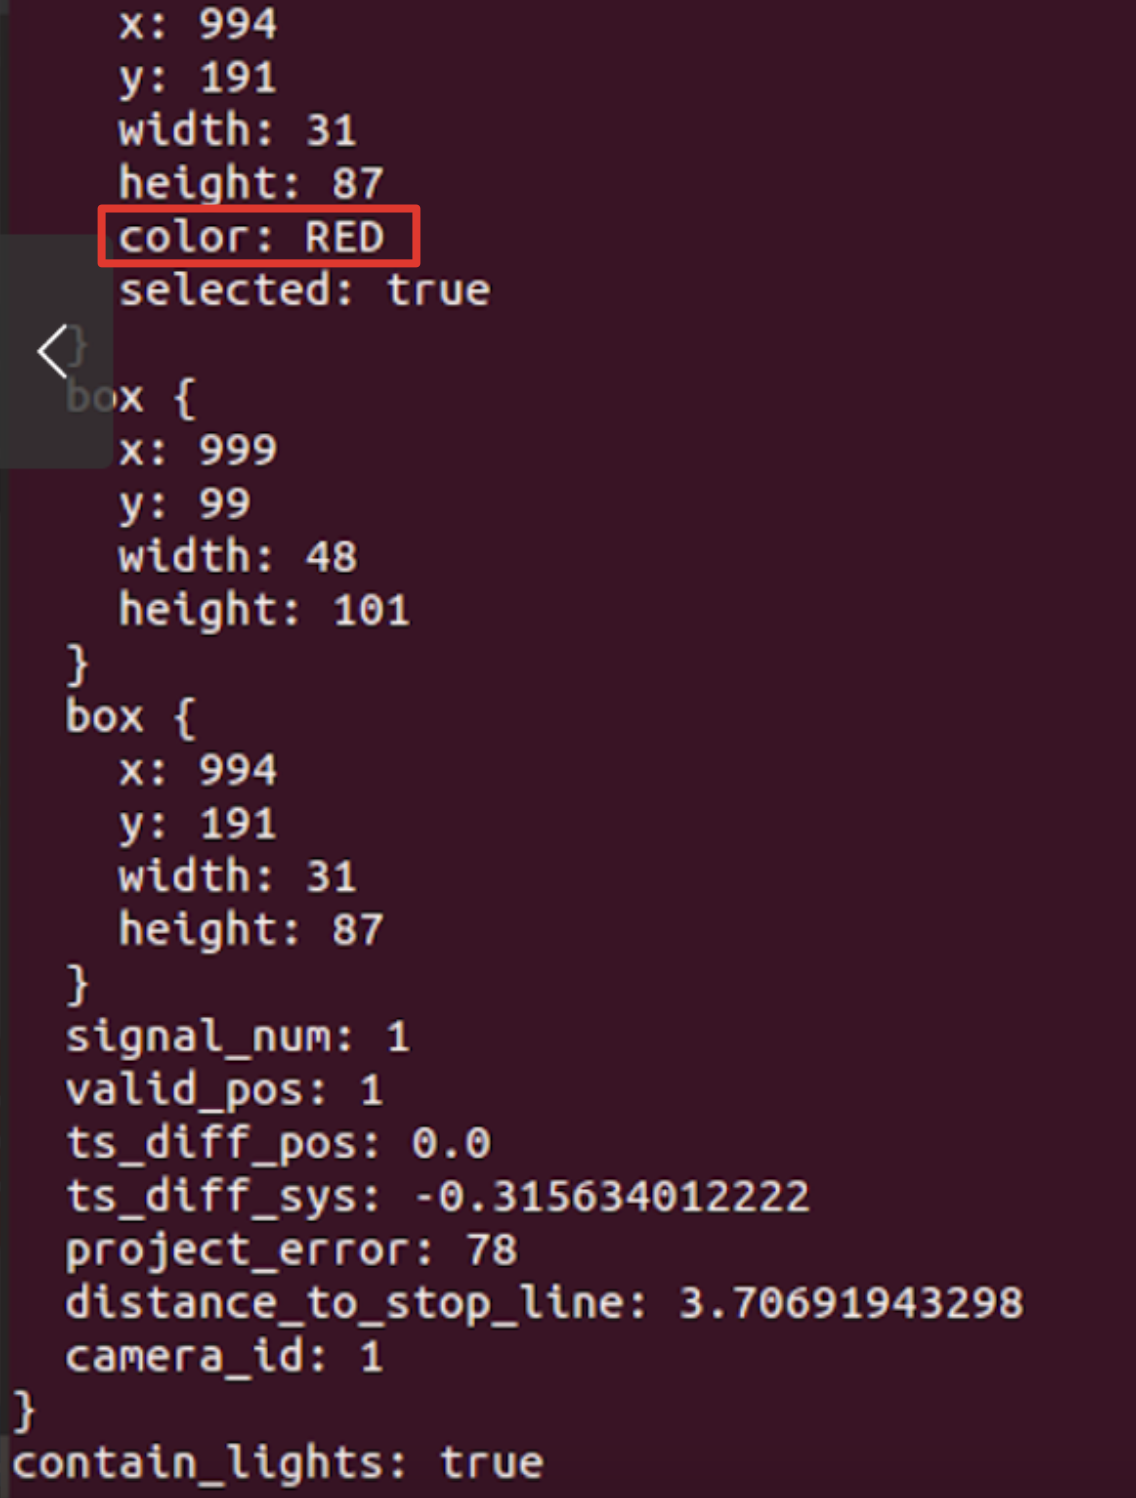 x: 994
y: 191
width: 31
height: 87
color: RED
selected: true
}
box {
x: 999
y: 99
width: 48
height: 101
}
box {
x: 994
y: 191
width: 31
height: 87
}
signal_num: 1
valid_pos: 1
ts_diff_pos: 0.0
ts_diff_sys: -0.315634012222
project_error: 78
distance_to_stop_line: 3.70691943298
camera_id: 1
}
contain_lights: true